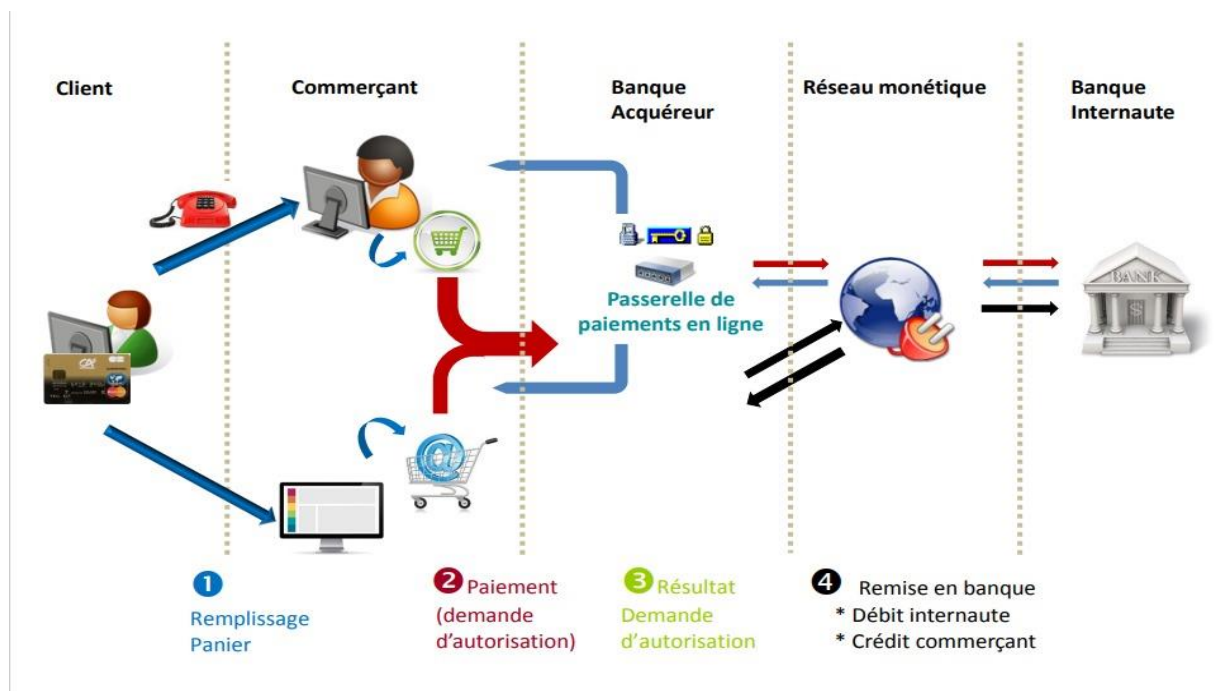 Client
Commerçant
Banque
Acquéreur
Réseau monétique
Banque
Internaute
BANK
Passerelle de
paiements en ligne
CA
@
1
Remplissage
Panier
2 Paiement
(demande
d'autorisation)
3 Résultat
Demande
d'autorisation
4 Remise en banque
* Débit internaute
* Crédit commerçant